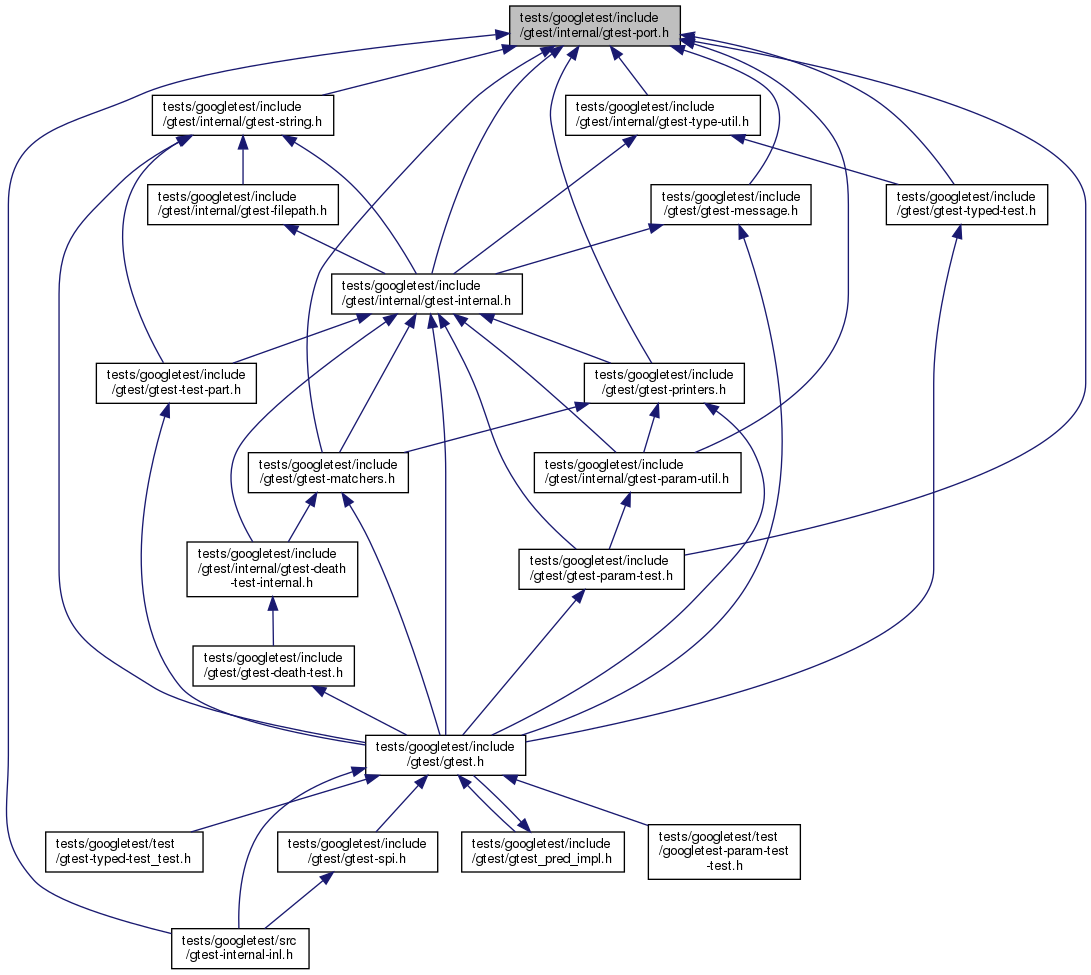 tests/googletest/include
/gtest/internal/gtest-port.h
tests/googletest/include
/gtest/internal/gtest-string.h
tests/googletest/include
/gtest/internal/gtest-type-util.h
tests/googletest/include
/gtest/internal/gtest-filepath.h
tests/googletest/include
/gtest/gtest-message.h
tests/googletest/include
/gtest/gtest-typed-test.h
tests/googletest/include
/gtest/internal/gtest-internal.h
tests/googletest/include
/gtest/gtest-test-part.h
tests/googletest/include
/gtest/gtest-printers.h
tests/googletest/include
/gtest/gtest-matchers.h
tests/googletest/include
/gtest/internal/gtest-param-util.h
tests/googletest/include
/gtest/internal/gtest-death
-test-internal.h
tests/googletest/include
/gtest/gtest-param-test.h
tests/googletest/include
/gtest/gtest-death-test.h
tests/googletest/include
/gtest/gtest.h
tests/googletest/test
/gtest-typed-test_test.h
tests/googletest/include
/gtest/gtest-spi.h
tests/googletest/include
/gtest/gtest_pred_impl.h
tests/googletest/test
/googletest-param-test
-test.h
tests/googletest/src
/gtest-internal-inl.h